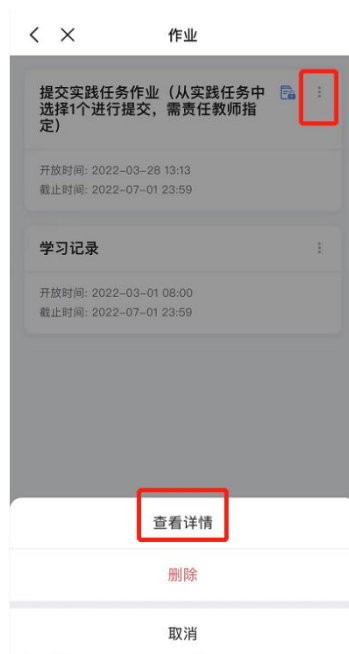 作业
提交实践任务作业（从实践任务中
选择1个进行提交，需责任教师指
定）
开放时间: 2022-03-28 13:13
截止时间: 2022-07-01 23:59
学习记录
开放时间: 2022-03-01 08:00
截止时间: 2022-07-01 23:59
查看详情
删除
取消